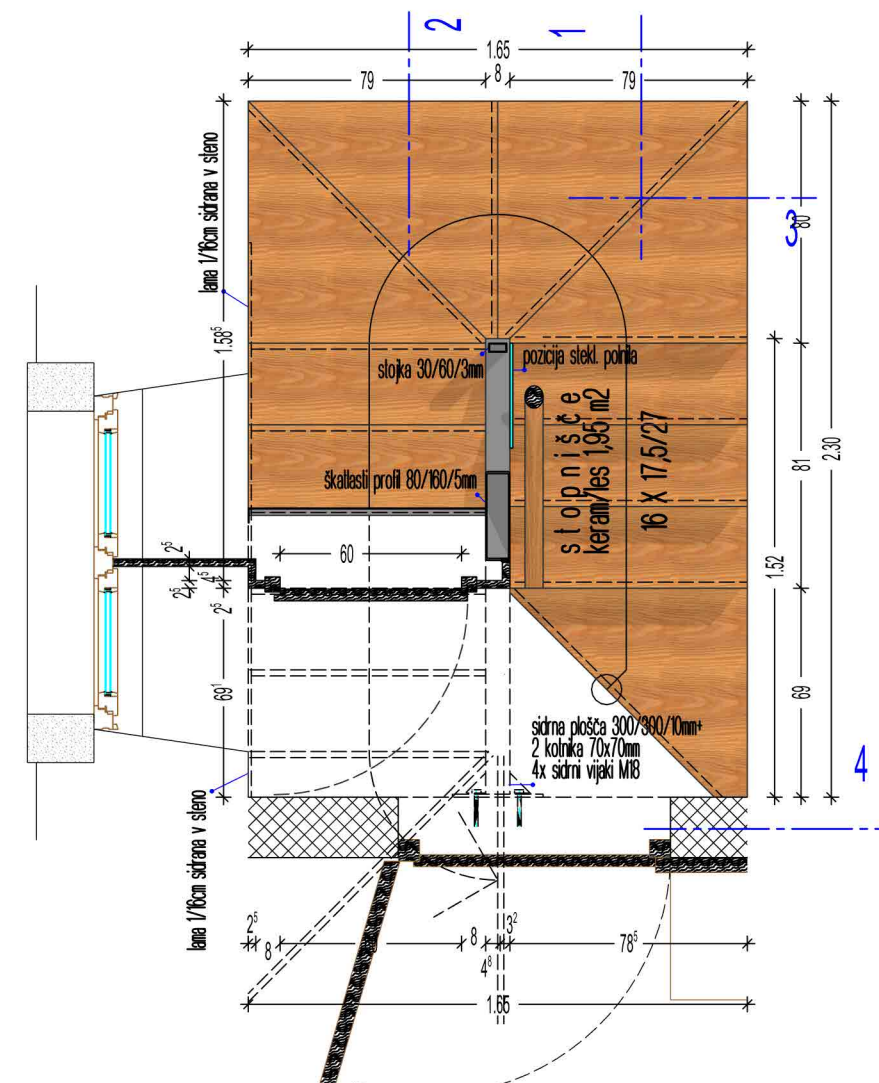 2
1
1.65
79
8
79
lama 1/16cm sidrana v steno
3
80
1.58⁵
stojka 30/60/3mm
pozicija stekl. polnila
stopnišče
keram/les 1,95 m2
16 X 17,5/27
škatlasti profil 80/160/5mm
81
2.30
2⁵
60
4⁵
2⁵
2⁵
1.52
69¹
69
sidrna plošča 300/300/10mm+
2 kotnika 70x70mm
4x sidrni vijaki M18
4
lama 1/16cm sidrana v steno
2⁵
8
8
4⁸
3²
78⁵
1.65